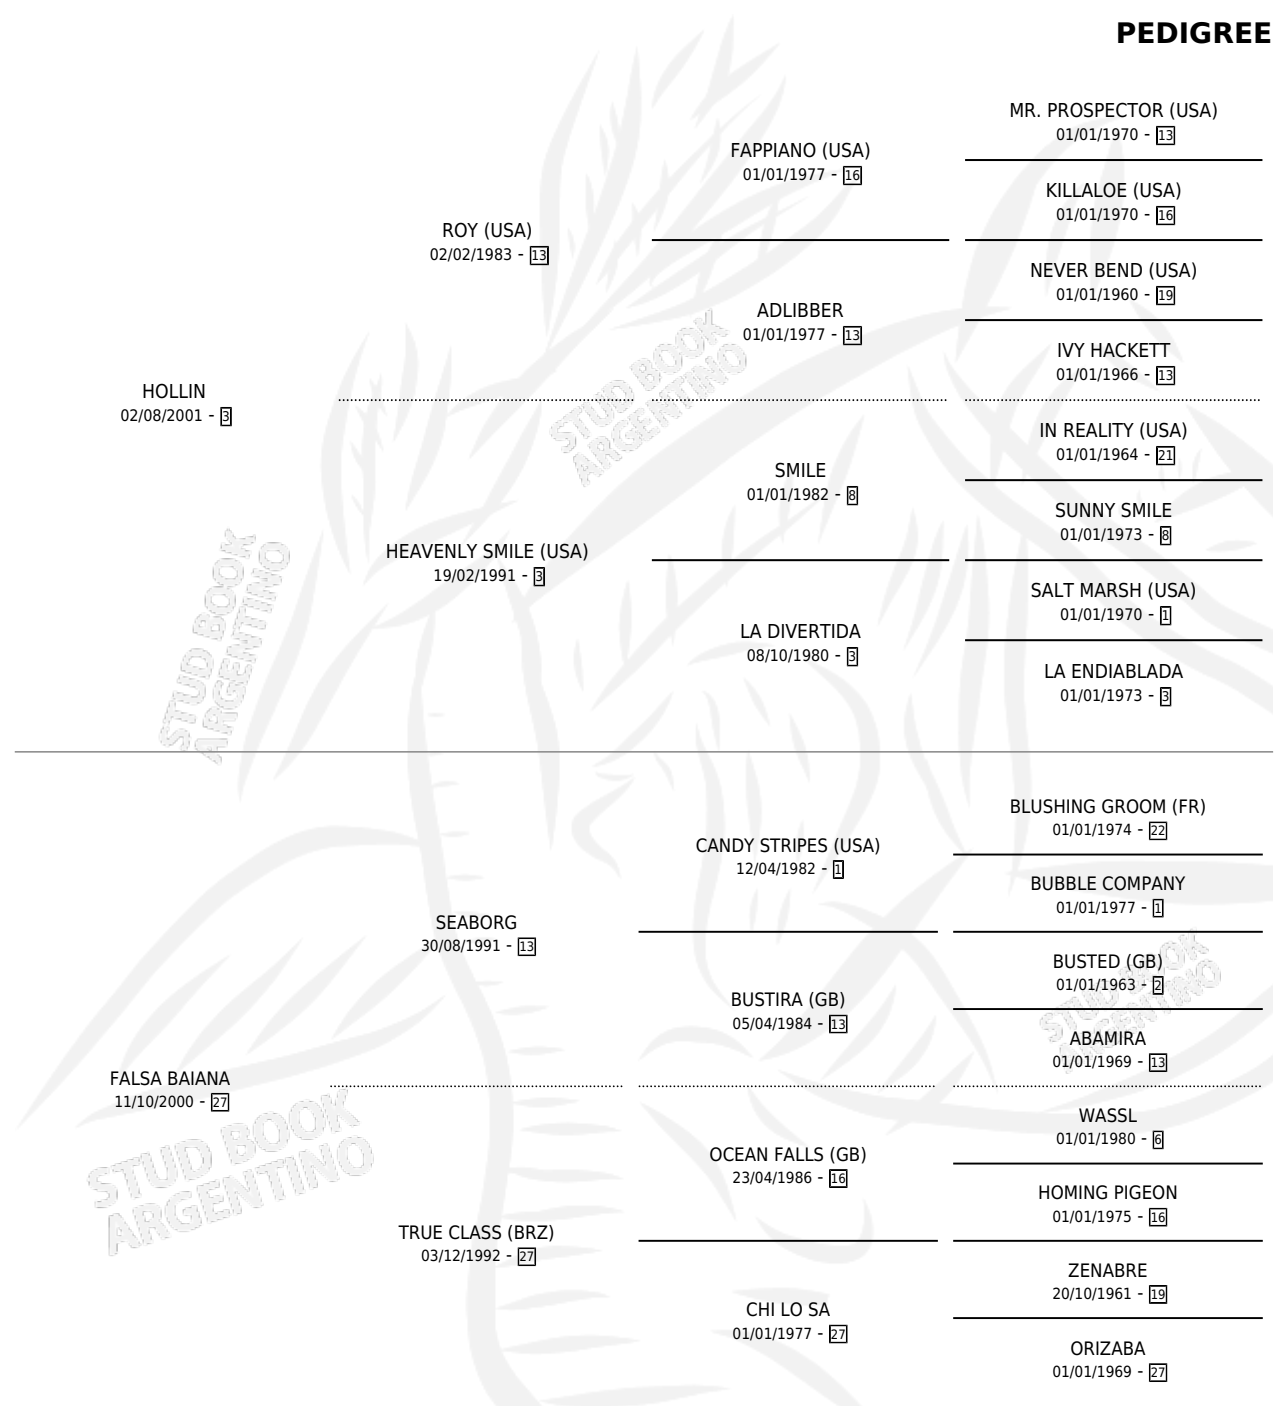 PEDIGREE
MR. PROSPECTOR (USA)
01/01/1970 - 13
FAPPIANO (USA)
01/01/1977 - 16
KILLALOE (USA)
01/01/1970 - 16
ROY (USA)
02/02/1983 - 13
NEVER BEND (USA)
01/01/1960 - 19
ADLIBBER
01/01/1977 - 13
IVY HACKETT
01/01/1966 - 13
HOLLIN
02/08/2001 - 3
IN REALITY (USA)
01/01/1964 - 21
SMILE
01/01/1982 - 8
SUNNY SMILE
01/01/1973 - 8
HEAVENLY SMILE (USA)
19/02/1991 - 3
SALT MARSH (USA)
01/01/1970 - 1
LA DIVERTIDA
08/10/1980 - 3
LA ENDIABLADA
01/01/1973 - 3
BLUSHING GROOM (FR)
01/01/1974 - 22
CANDY STRIPES (USA)
12/04/1982 - 1
BUBBLE COMPANY
01/01/1977 - 1
SEABORG
30/08/1991 - 13
BUSTED (GB)
01/01/1963 - 2
BUSTIRA (GB)
05/04/1984 - 13
ABAMIRA
01/01/1969 - 13
FALSA BAIANA
11/10/2000 - 27
WASSL
01/01/1980 - 6
OCEAN FALLS (GB)
23/04/1986 - 16
HOMING PIGEON
01/01/1975 - 16
TRUE CLASS (BRZ)
03/12/1992 - 27
ZENABRE
20/10/1961 - 19
CHI LO SA
01/01/1977 - 27
ORIZABA
01/01/1969 - 27
STUD BOOK
ARGENTINO
STUD BOOK
ARGENTINO
STUD BOOK
ARGENTINO
STUD BOOK
ARGENTINO